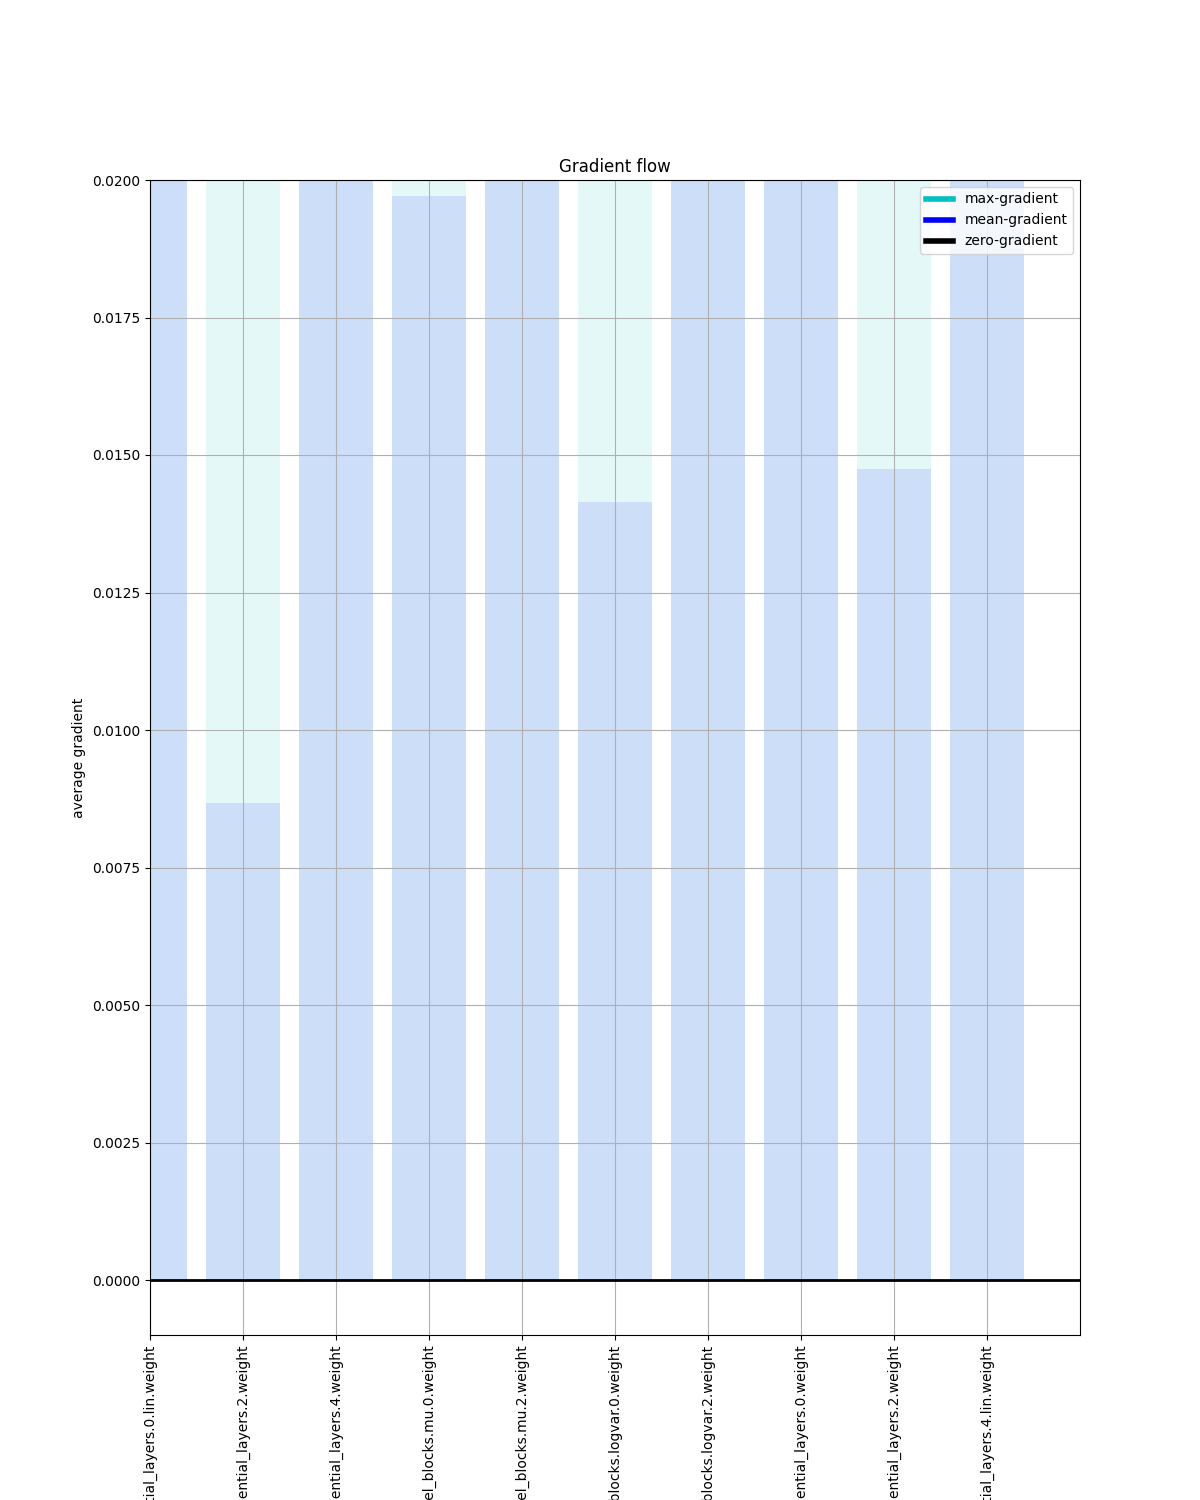 Gradient flow
max-gradient
mean-gradient
zero-gradient
0.0200
0.0175
0.0150
0.0125
0.0100
0.0075
0.0050
0.0025
0.0000
average gradient
tial_layers.0.lin.weight
ential_layers.2.weight
ential_layers.4.weight
el_blocks.mu.0.weight
el_blocks.mu.2.weight
blocks.logvar.0.weight
blocks.logvar.2.weight
ential_layers.0.weight
ential_layers.2.weight
tial_layers.4.lin.weight